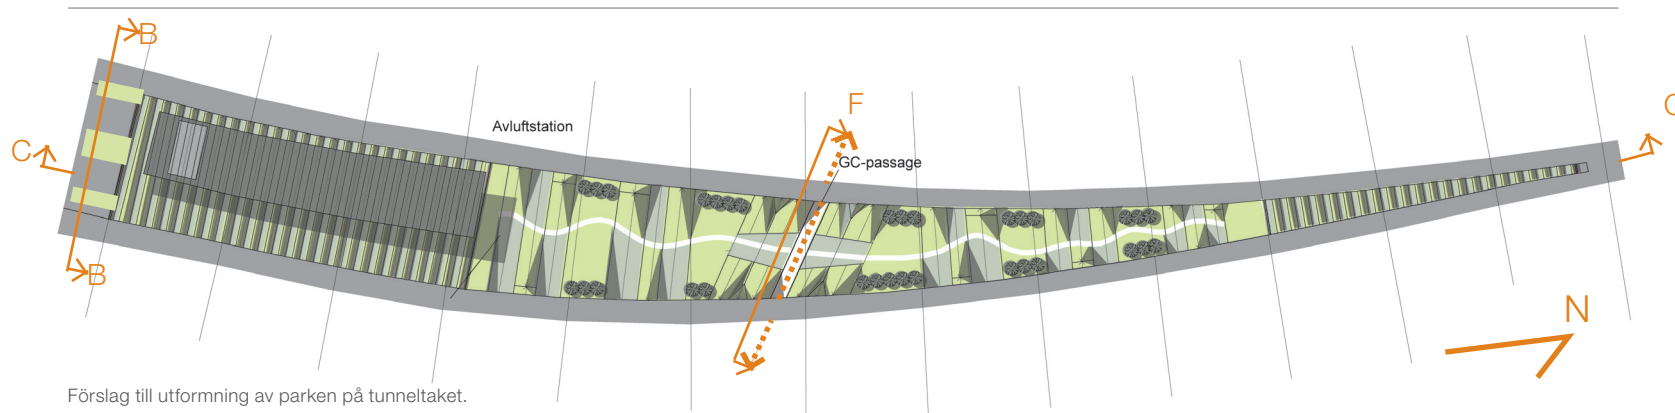 B
F
Avluftstation
C
GC-passage
C
B
N
Förslag till utformning av parken på tunneltaket.